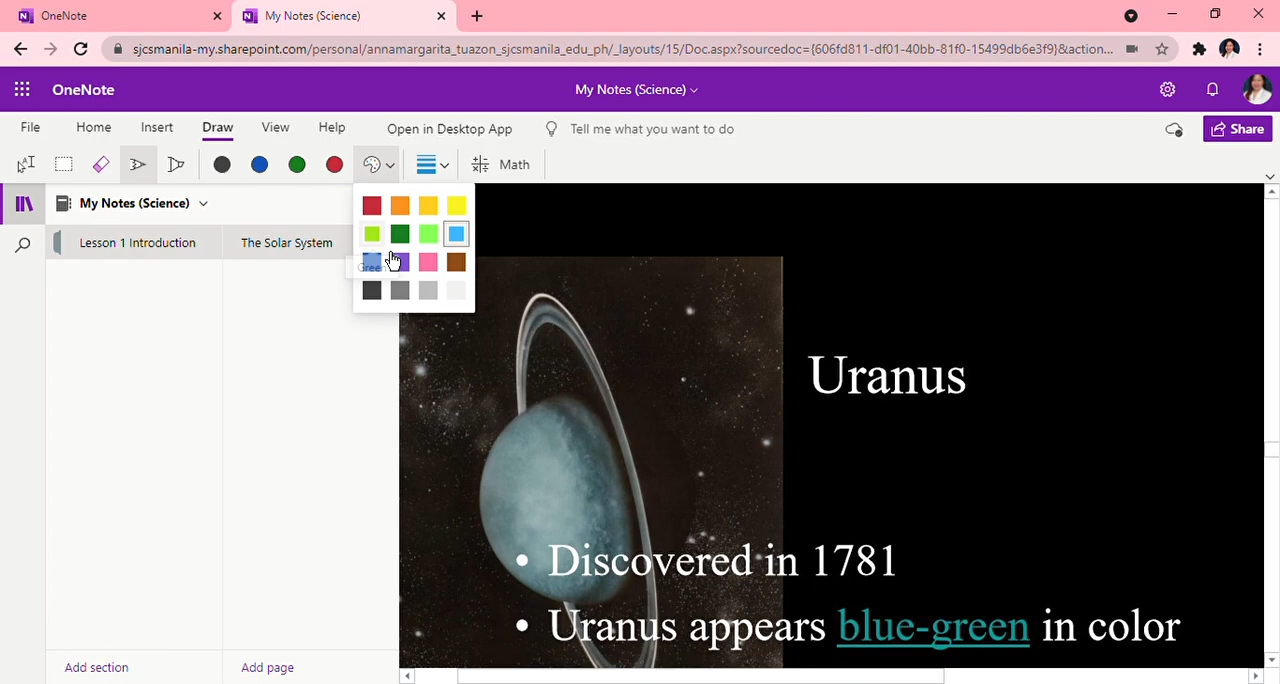 OneNote
My Notes (Science)
sjcsmanila-my.sharepoint.com/personal/annamargarita_tuazon_sjcsmanila_edu_ph/_layouts/15/Doc.aspx?sourcedoc={606fd811-df01-40bb-81f0-15499db6e3f9}&action...
OneNote
My Notes (Science)
File Home Insert Draw View Help Open in Desktop App Tell me what you want to do
Share
Math
My Notes (Science)
Lesson 1 Introduction
The Solar System
Green
Uranus
• Discovered in 1781
• Uranus appears blue-green in color
Add section
Add page